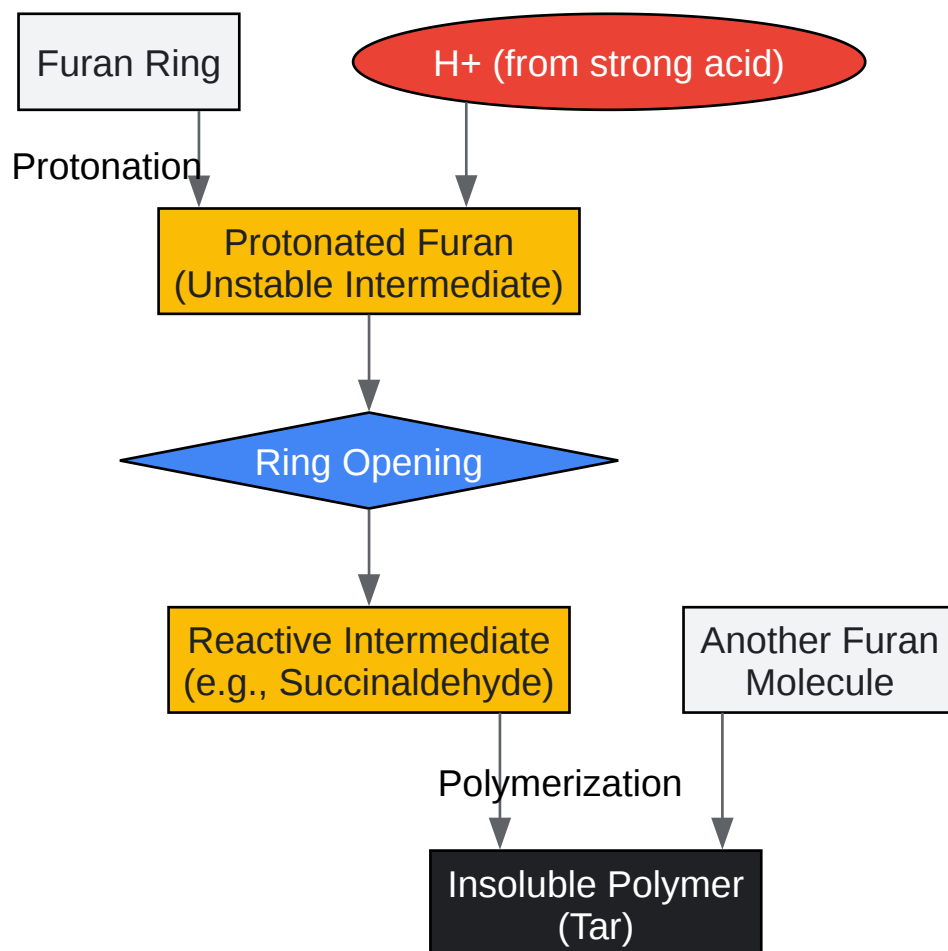 Furan Ring
H+ (from strong acid)
Protonation
Protonated Furan
(Unstable Intermediate)
Ring Opening
Reactive Intermediate
(e.g., Succinaldehyde)
Another Furan
Molecule
Polymerization
Insoluble Polymer
(Tar)